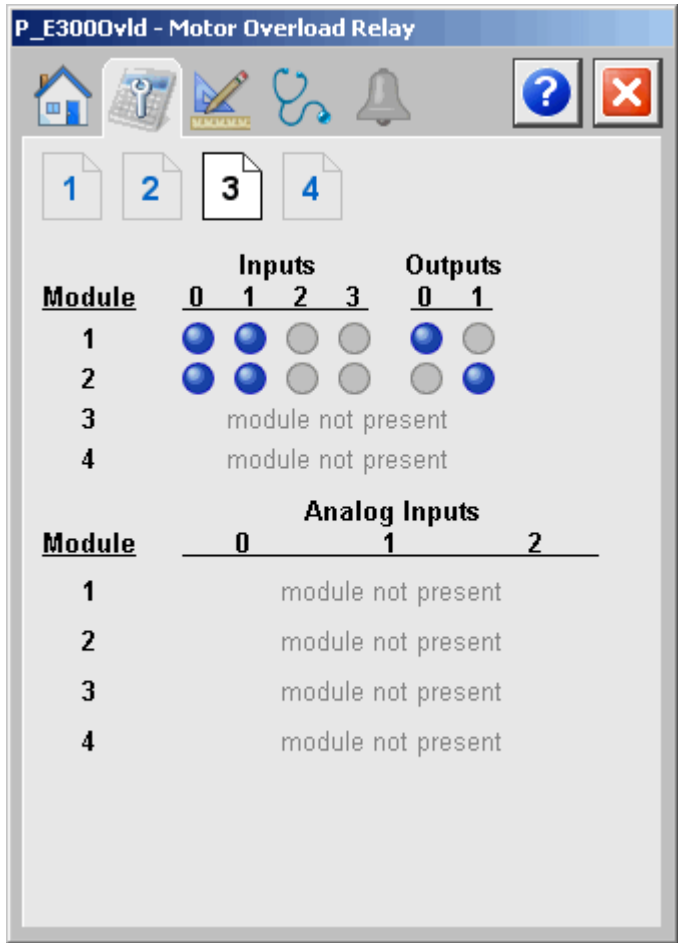 P_E300Ovld - Motor Overload Relay
?
1 2 3 4
Inputs Outputs
Module 0 1 2 3 0 1
1
2
3 module not present
4 module not present
Analog Inputs
Module 0 1 2
1 module not present
2 module not present
3 module not present
4 module not present